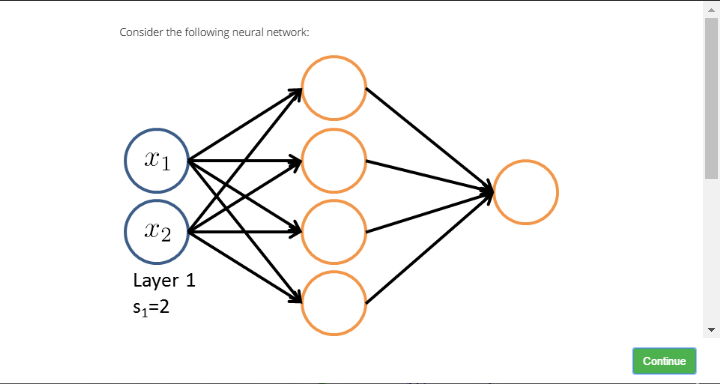 Consider the following neural network:
x₁
x₂
Layer 1
s₁=2
Continue